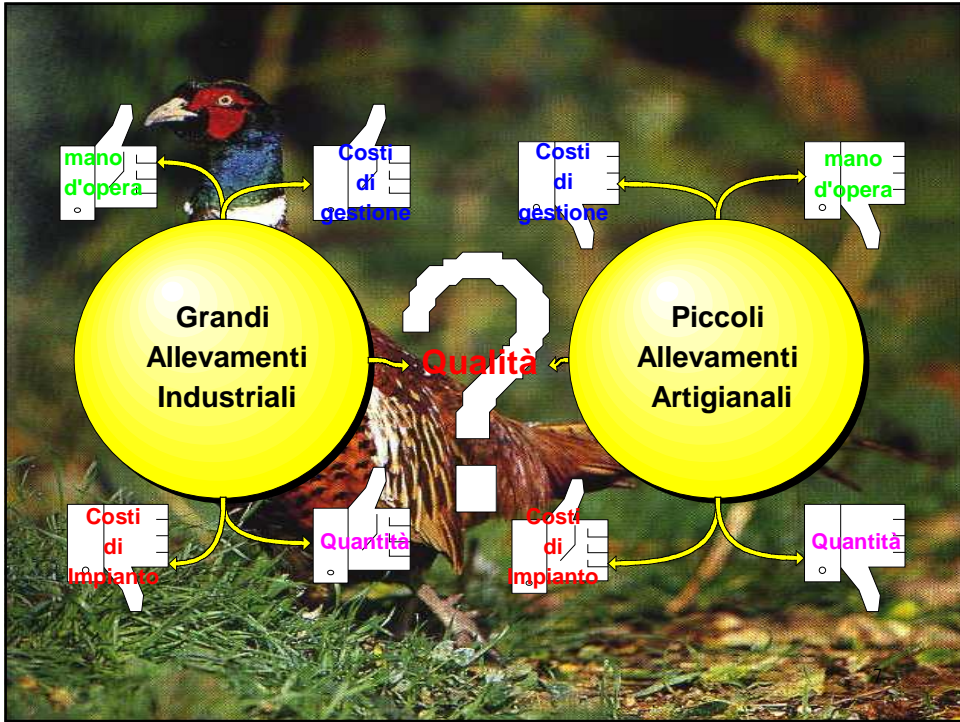 mano
d'opera
Costi
di
gestione
Costi
di
gestione
mano
d'opera
Grandi
Allevamenti
Industriali
Qualità
Piccoli
Allevamenti
Artigianali
Costi
di
Impianto
Quantità
Costi
di
Impianto
Quantità